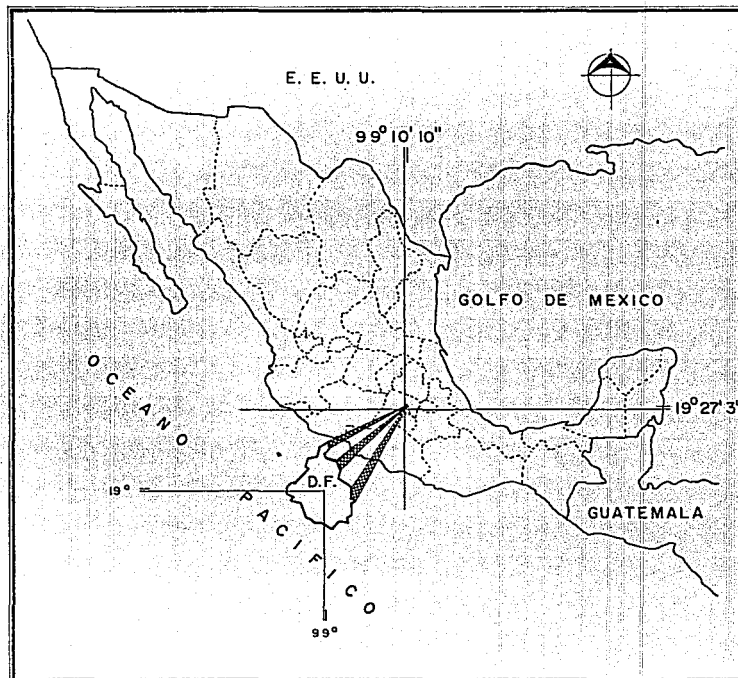 E. E. U. U.
99° 10' 10"
GOLFO DE MEXICO
OCEANO PACIFICO
19° 27' 3
D.F.
19°
GUATEMALA
99°